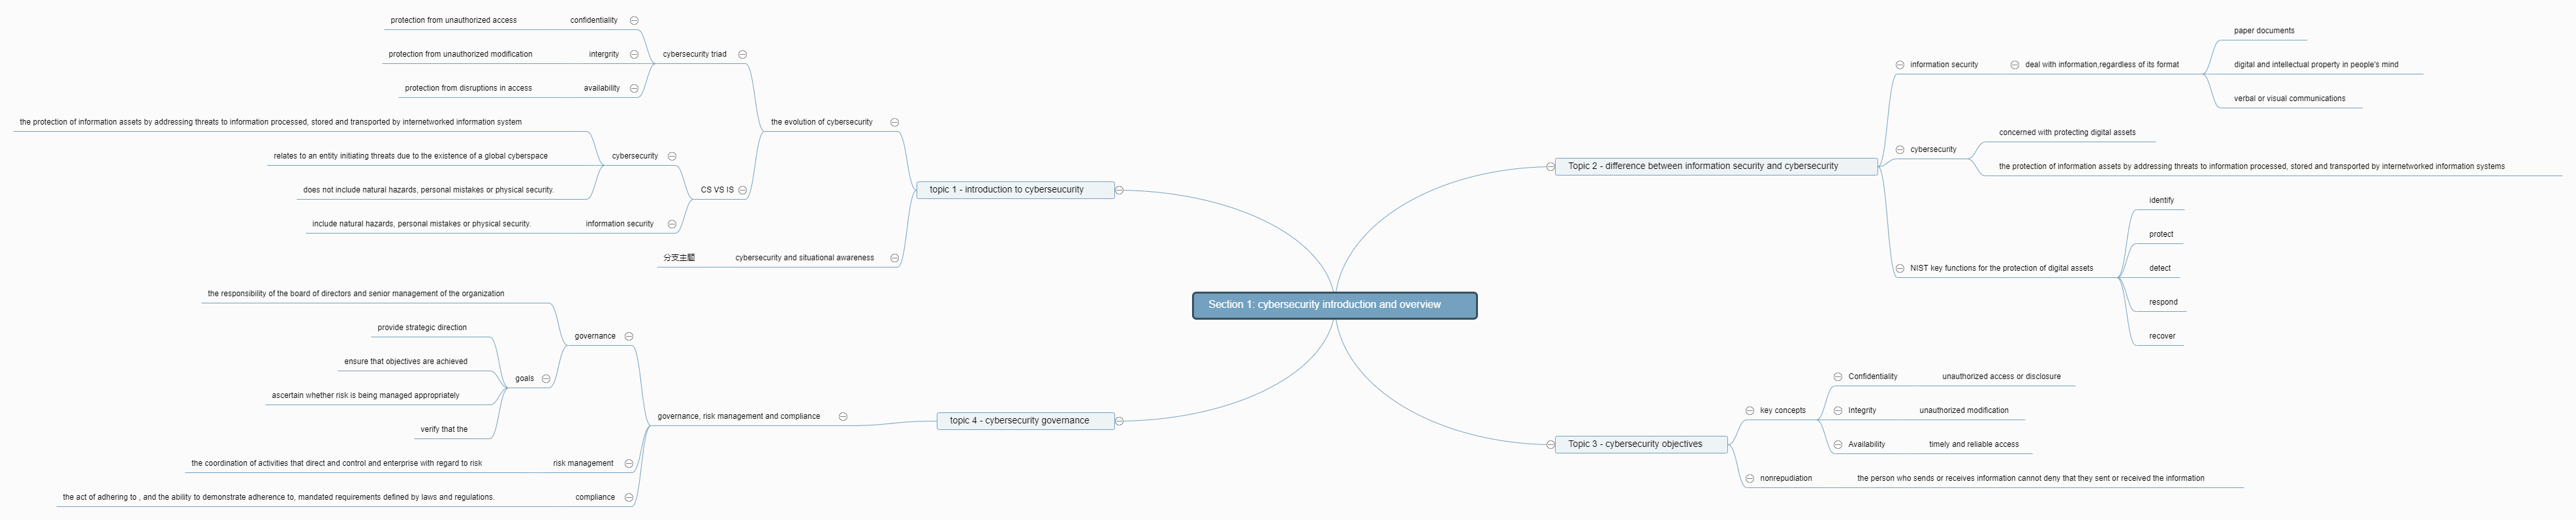 Section 1: cybersecurity introduction and overview
topic 1 - introduction to cyberseucurity
the evolution of cybersecurity
cybersecurity triad
confidentiality
protection from unauthorized access
intergrity
protection from unauthorized modification
availability
protection from disruptions in access
CS VS IS
cybersecurity
the protection of information assets by addressing threats to information processed, stored and transported by internetworked information system
relates to an entity initiating threats due to the existence of a global cyberspace
does not include natural hazards, personal mistakes or physical security.
information security
include natural hazards, personal mistakes or physical security.
cybersecurity and situational awareness
分支主题
Topic 2 - difference between information security and cybersecurity
information security
deal with information,regardless of its format
paper documents
digital and intellectual property in people's mind
verbal or visual communications
cybersecurity
concerned with protecting digital assets
the protection of information assets by addressing threats to information processed, stored and transported by internetworked information systems
NIST key functions for the protection of digital assets
identify
protect
detect
respond
recover
Topic 3 - cybersecurity objectives
key concepts
Confidentiality
unauthorized access or disclosure
Integrity
unauthorized modification
Availability
timely and reliable access
nonrepudiation
the person who sends or receives information cannot deny that they sent or received the information
topic 4 - cybersecurity governance
governance, risk management and compliance
governance
the responsibility of the board of directors and senior management of the organization
goals
provide strategic direction
ensure that objectives are achieved
ascertain whether risk is being managed appropriately
verify that the
risk management
the coordination of activities that direct and control and enterprise with regard to risk
compliance
the act of adhering to , and the ability to demonstrate adherence to, mandated requirements defined by laws and regulations.